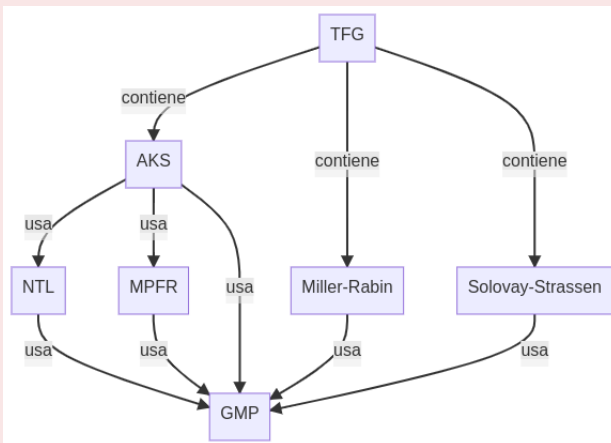 TFG
contiene
contiene
contiene
AKS
usa
usa
usa
NTL
MPFR
Miller-Rabin
Solovay-Strassen
usa
usa
usa
usa
GMP